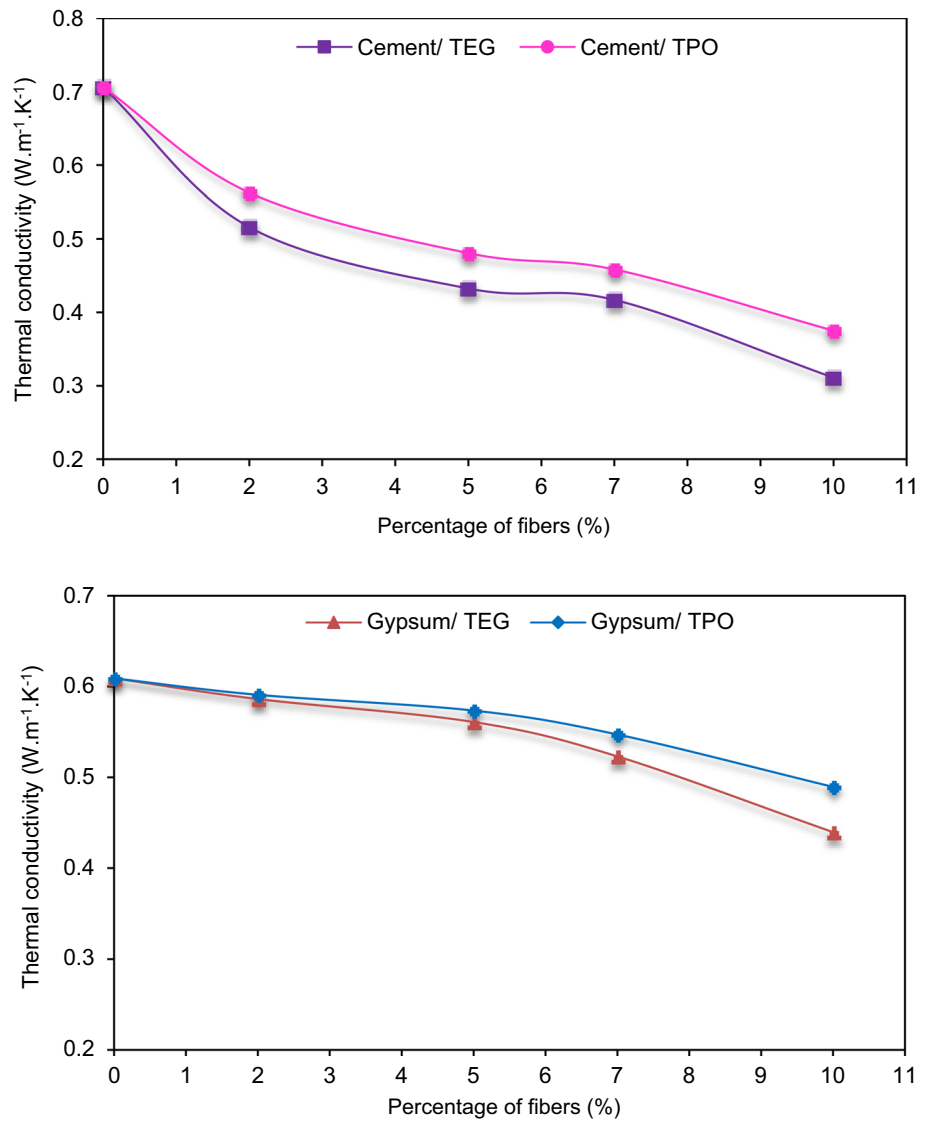 0.8
Cement/ TEG Cement/ TPO
0.7
0.6
0.5
0.4
0.3
0.2
Thermal conductivity (W.m⁻¹.K⁻¹)
0 1 2 3 4 5 6 7 8 9 10 11
Percentage of fibers (%)
0.7
Gypsum/ TEG Gypsum/ TPO
0.6
0.5
0.4
0.3
0.2
Thermal conductivity (W.m⁻¹.K⁻¹)
0 1 2 3 4 5 6 7 8 9 10 11
Percentage of fibers (%)